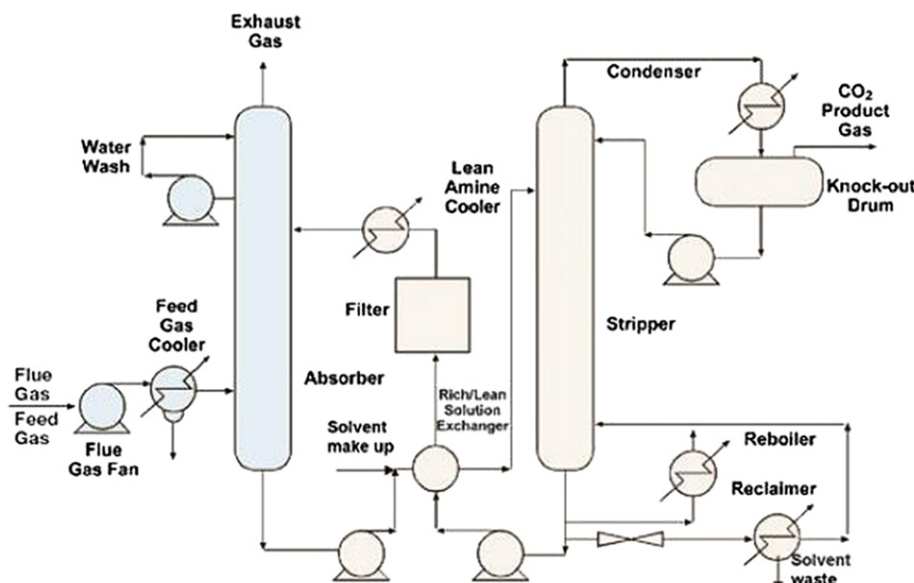 Exhaust
Gas
Condenser
CO₂
Product
Gas
Water
Wash
Lean
Amine
Cooler
Knock-out
Drum
Feed
Gas
Cooler
Filter
Stripper
Absorber
Flue
Gas
Feed
Gas
Flue
Gas Fan
Rich/Lean
Solution
Exchanger
Solvent
make up
Reboiler
Reclaimer
Solvent
waste